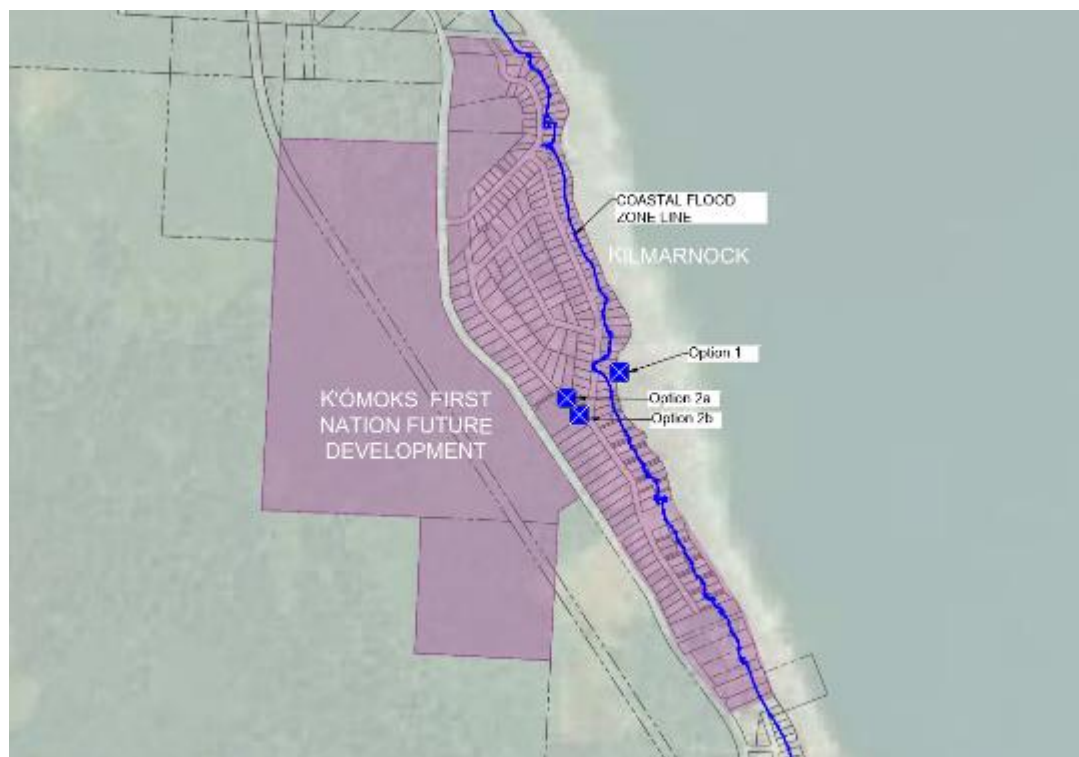 COASTAL FLOOD
ZONE LINE
KILMARNOCK
Option 1
K'ÓMOKS FIRST
NATION FUTURE
DEVELOPMENT
Option 2a
Option 2b